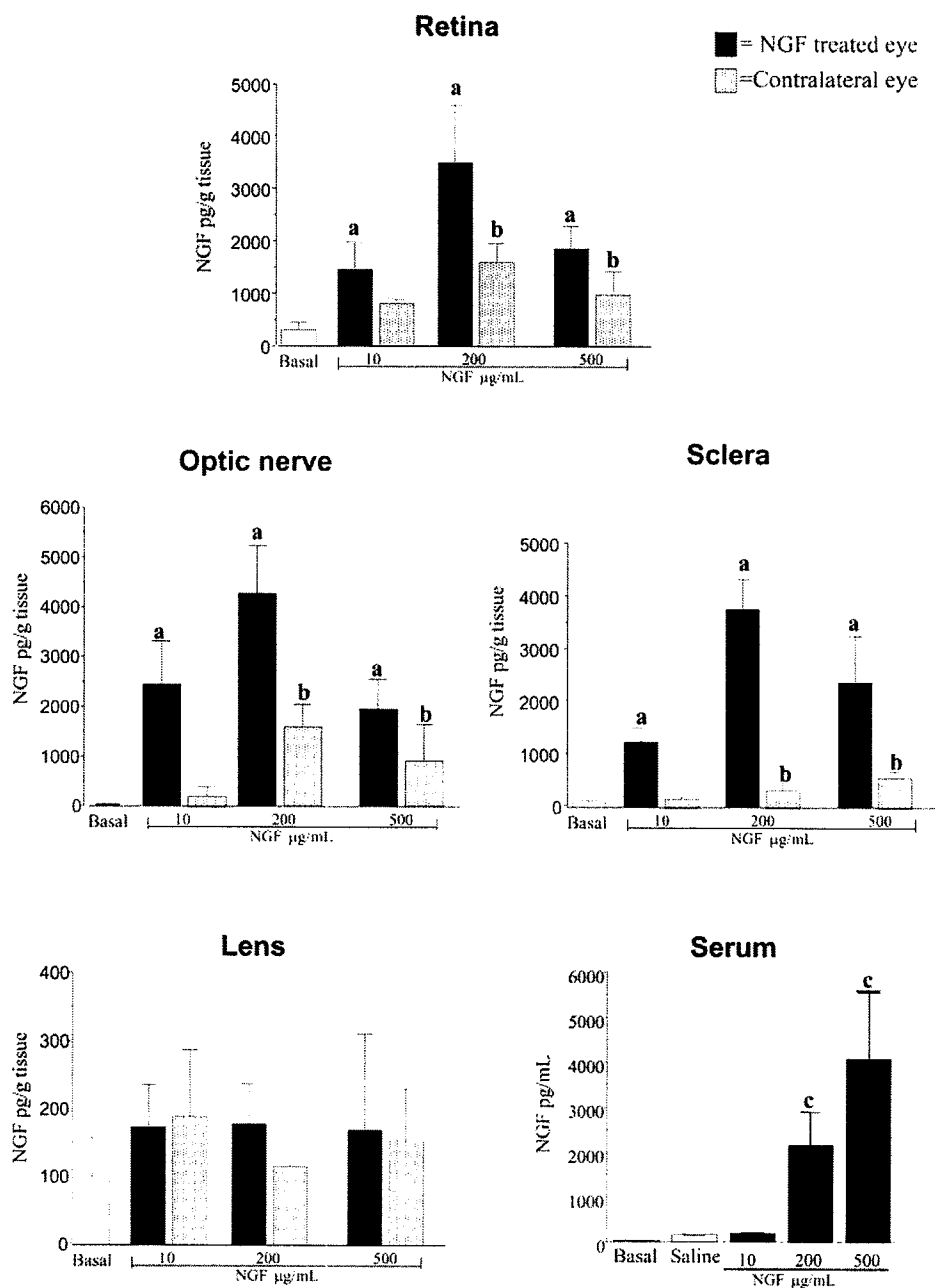 Retina
= NGF treated eye
=Contralateral eye
NGF pg/g tissue
5000
4000
3000
2000
1000
0
a
a
b
a
b
Basal
10
200
500
NGF µg/mL
Optic nerve
NGF pg/g tissue
6000
5000
4000
3000
2000
1000
0
a
a
b
a
b
Basal
10
200
500
NGF µg/mL
Sclera
NGF pg/g tissue
5000
4000
3000
2000
1000
0
a
a
b
a
b
Basal
10
200
500
NGF µg/mL
Lens
NGF pg/g tissue
400
300
200
100
0
Basal
10
200
500
NGF µg/mL
Serum
NGF pg/mL
6000
5000
4000
3000
2000
1000
0
c
c
Basal
Saline
10
200
500
NGF µg/mL